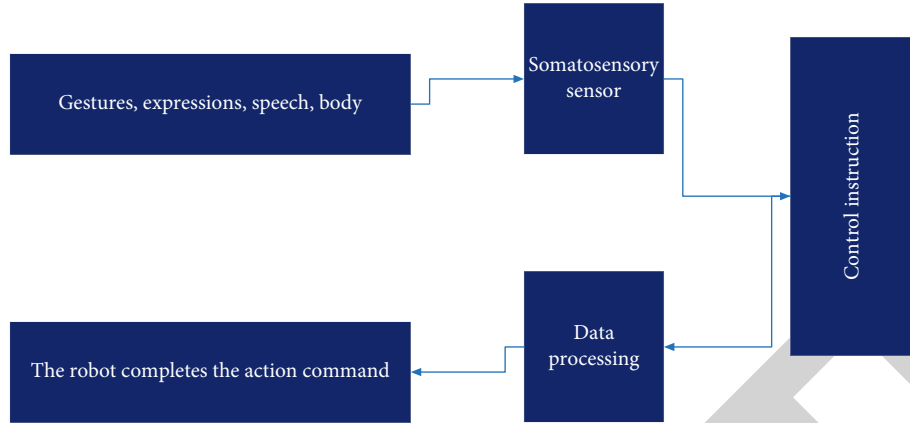 Gestures, expressions, speech, body
Somatosensory
sensor
Control instruction
Data
processing
The robot completes the action command